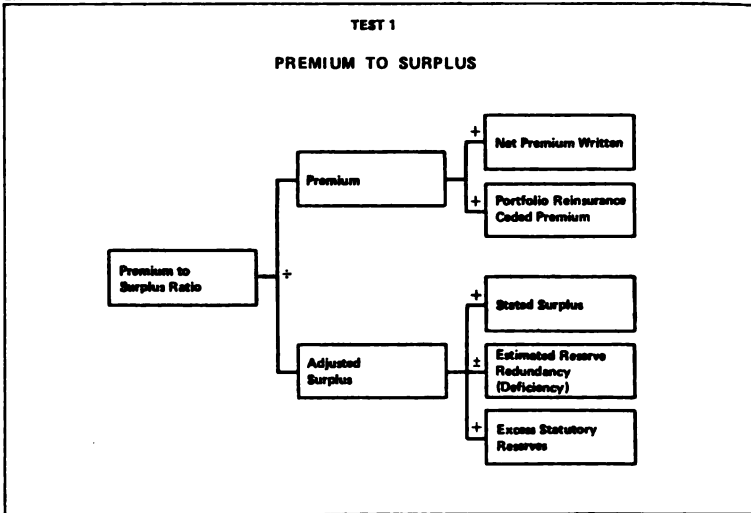 TEST 1
PREMIUM TO SURPLUS
+
Net Premium Written
Premium
+
Portfolio Reinsurance
Ceded Premium
Premium to
Surplus Ratio
÷
+
Stated Surplus
Adjusted
Surplus
±
Estimated Reserve
Redundancy
(Deficiency)
+
Excess Statutory
Reserves